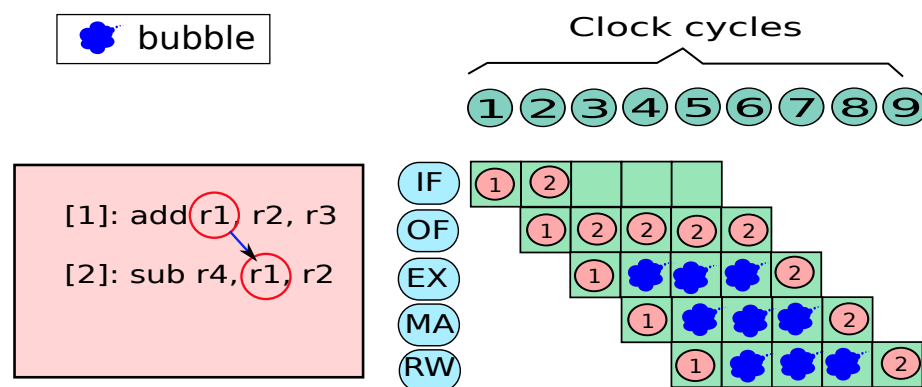 bubble
Clock cycles
1 2 3 4 5 6 7 8 9
[1]: add r1, r2, r3
[2]: sub r4, r1, r2
IF 1 2
OF 1 2 2 2 2
EX 1 2
MA 1 2
RW 1 2